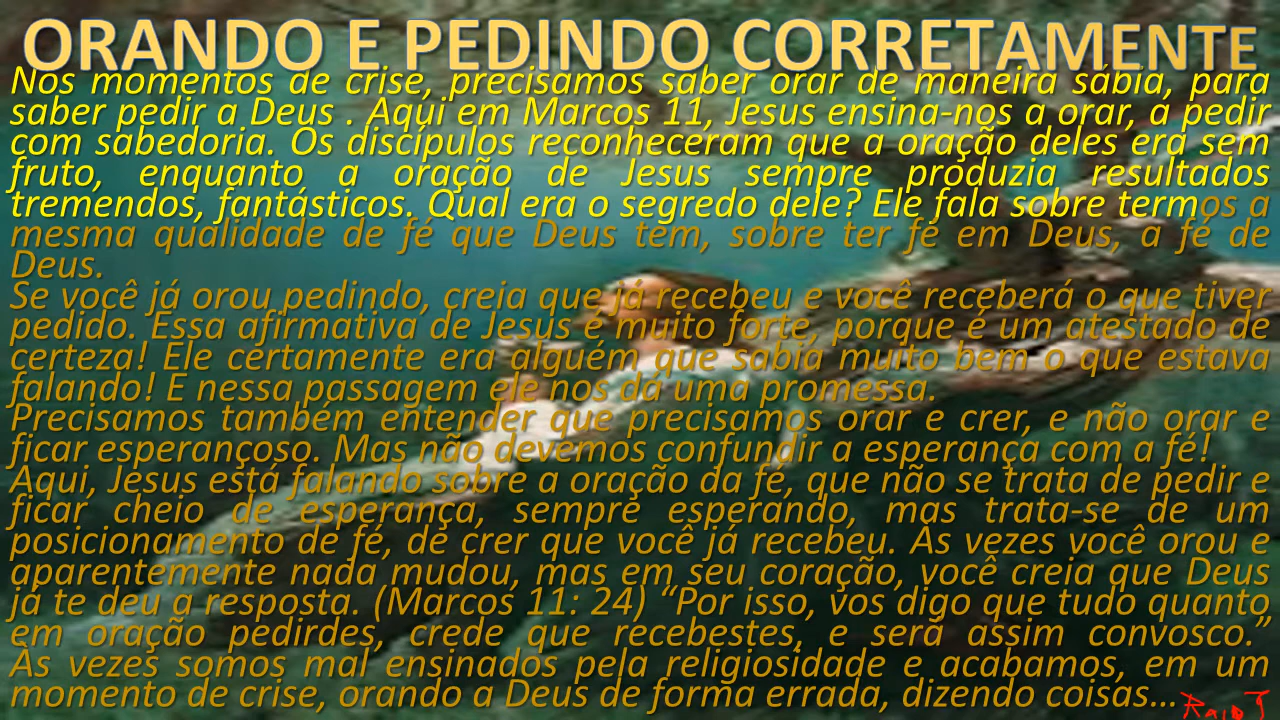 ORANDO E PEDINDO CORRETAMENTE
Nos momentos de crise, precisamos saber orar de maneira sábia, para
saber pedir a Deus . Aqui em Marcos 11, Jesus ensina-nos a orar, a pedir
com sabedoria. Os discípulos reconheceram que a oração deles era sem
fruto, enquanto a oração de Jesus sempre produzia resultados
tremendos, fantásticos. Qual era o segredo dele? Ele fala sobre termos a
mesma qualidade de fé que Deus tem, sobre ter fé em Deus, a fé de
Deus.
Se você já orou pedindo, creia que já recebeu e você receberá o que tiver
pedido. Essa afirmativa de Jesus é muito forte, porque é um atestado de
certeza! Ele certamente era alguém que sabia muito bem o que estava
falando! E nessa passagem ele nos dá uma promessa.
Precisamos também entender que precisamos orar e crer, e não orar e
ficar esperançoso. Mas não devemos confundir a esperança com a fé!
Aqui, Jesus está falando sobre a oração da fé, que não se trata de pedir e
ficar cheio de esperança, sempre esperando, mas trata-se de um
posicionamento de fé, de crer que você já recebeu. Às vezes você orou e
aparentemente nada mudou, mas em seu coração, você creia que Deus
já te deu a resposta. (Marcos 11: 24) “Por isso, vos digo que tudo quanto
em oração pedirdes, crede que recebestes, e será assim convosco.”
Às vezes somos mal ensinados pela religiosidade e acabamos, em um
momento de crise, orando a Deus de forma errada, dizendo coisas...